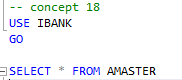 -- concept 18
USE IBANK
GO
SELECT * FROM AMASTER